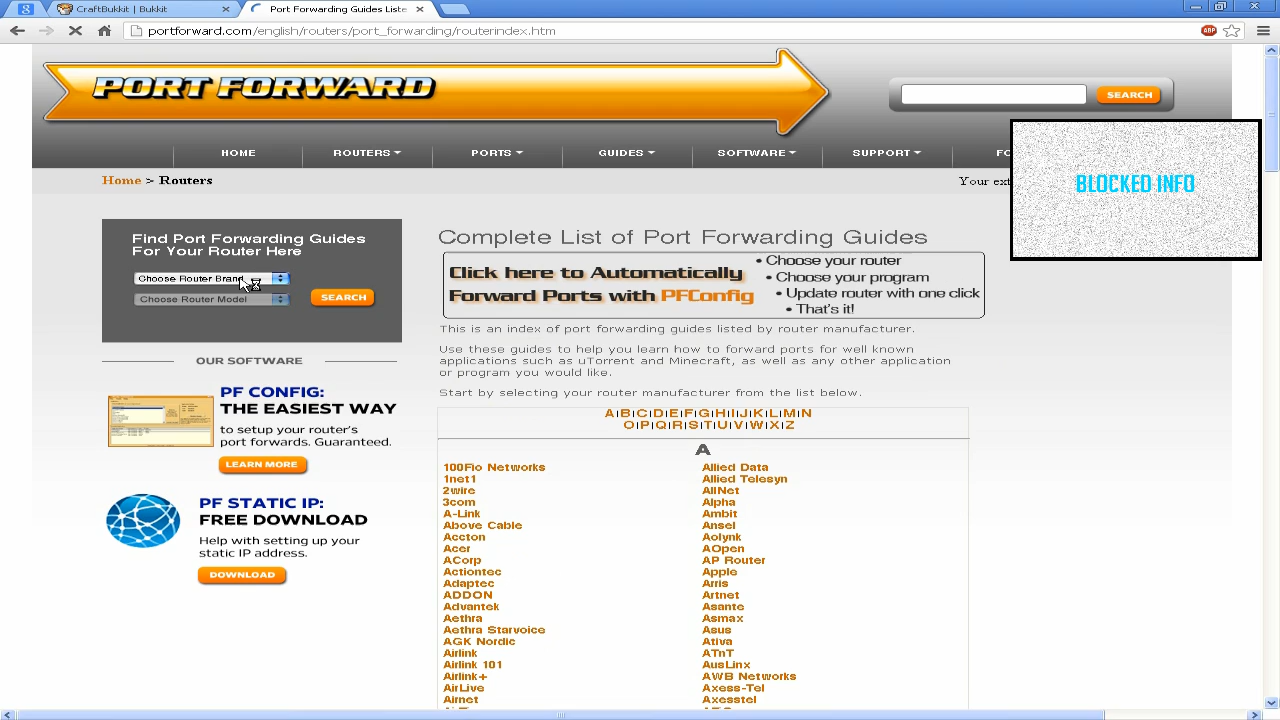 CraftBukkit | Bukkit
Port Forwarding Guides Liste
portforward.com/english/routers/port_forwarding/routerindex.htm
ABP
PORT FORWARD
SEARCH
HOME
ROUTERS
PORTS
GUIDES
SOFTWARE
SUPPORT
FO
Home > Routers
Your ext
BLOCKED INFO
Find Port Forwarding Guides
For Your Router Here
Choose Router Brand
Choose Router Model
SEARCH
OUR SOFTWARE
PF CONFIG:
THE EASIEST WAY
to setup your router's
port forwards. Guaranteed.
LEARN MORE
PF STATIC IP:
FREE DOWNLOAD
Help with setting up your
static IP address.
DOWNLOAD
Complete List of Port Forwarding Guides
Click here to Automatically
Forward Ports with PFConfig
• Choose your router
• Choose your program
• Update router with one click
• That's it!
This is an index of port forwarding guides listed by router manufacturer.
Use these guides to help you learn how to forward ports for well known
applications such as uTorrent and Minecraft, as well as any other application
or program you would like.
Start by selecting your router manufacturer from the list below.
A|B|C|D|E|F|G|H|I|J|K|L|M|N
O|P|Q|R|S|T|U|V|W|X|Z
A
100Fio Networks
1net1
2wire
3com
A-Link
Above Cable
Accton
Acer
ACorp
Actiontec
Adaptec
ADDON
Advantek
Aethra
Aethra Starvoice
AGK Nordic
Airlink
Airlink 101
Airlink+
AirLive
Airnet
Allied Data
Allied Telesyn
AllNet
Alpha
Ambit
Ansel
Aolynk
AOpen
AP Router
Apple
Arris
Artnet
Asante
Asmax
Asus
Ativa
ATnT
AusLinx
AWB Networks
Axess-Tel
Axesstel